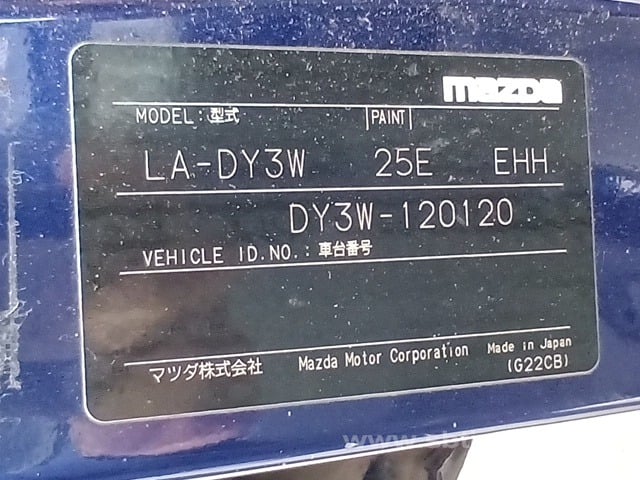 mazda
MODEL: 型式 PAINT
LA-DY3W 25E EHH
DY3W-120120
VEHICLE ID.NO.: 車台番号
マツダ株式会社 Mazda Motor Corporation Made in Japan
(G22CB)
www.